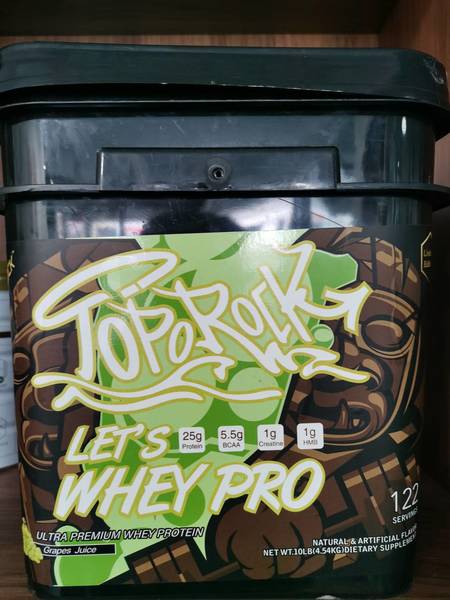 TOPOROCK
LET'S
25g
Protein
5.5g
BCAA
1g
Creatine
1g
HMB
WHEY PRO
122
SERVINGS
ULTRA PREMIUM WHEY PROTEIN
Grapes Juice
NATURAL & ARTIFICIAL FLAVOR
NET WT.10LB(4.54KG)DIETARY SUPPLEMENT